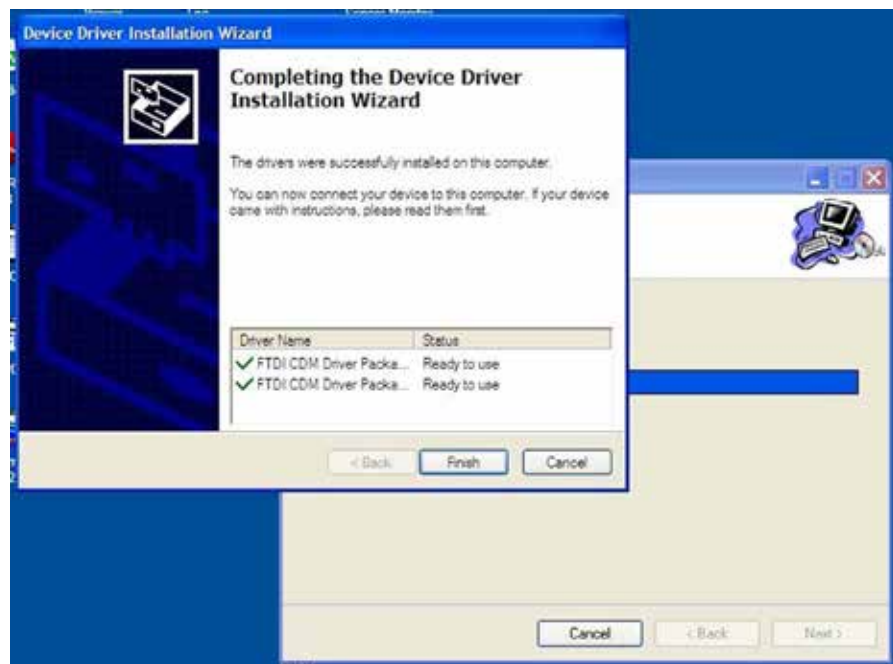 Device Driver Installation Wizard
Completing the Device Driver
Installation Wizard
The drivers were successfully installed on this computer.
You can now connect your device to this computer. If your device
came with instructions, please read them first.
Driver Name Status
FTDI CDM Driver Packa... Ready to use
FTDI CDM Driver Packa... Ready to use
< Back Finish Cancel
Cancel < Back Next >